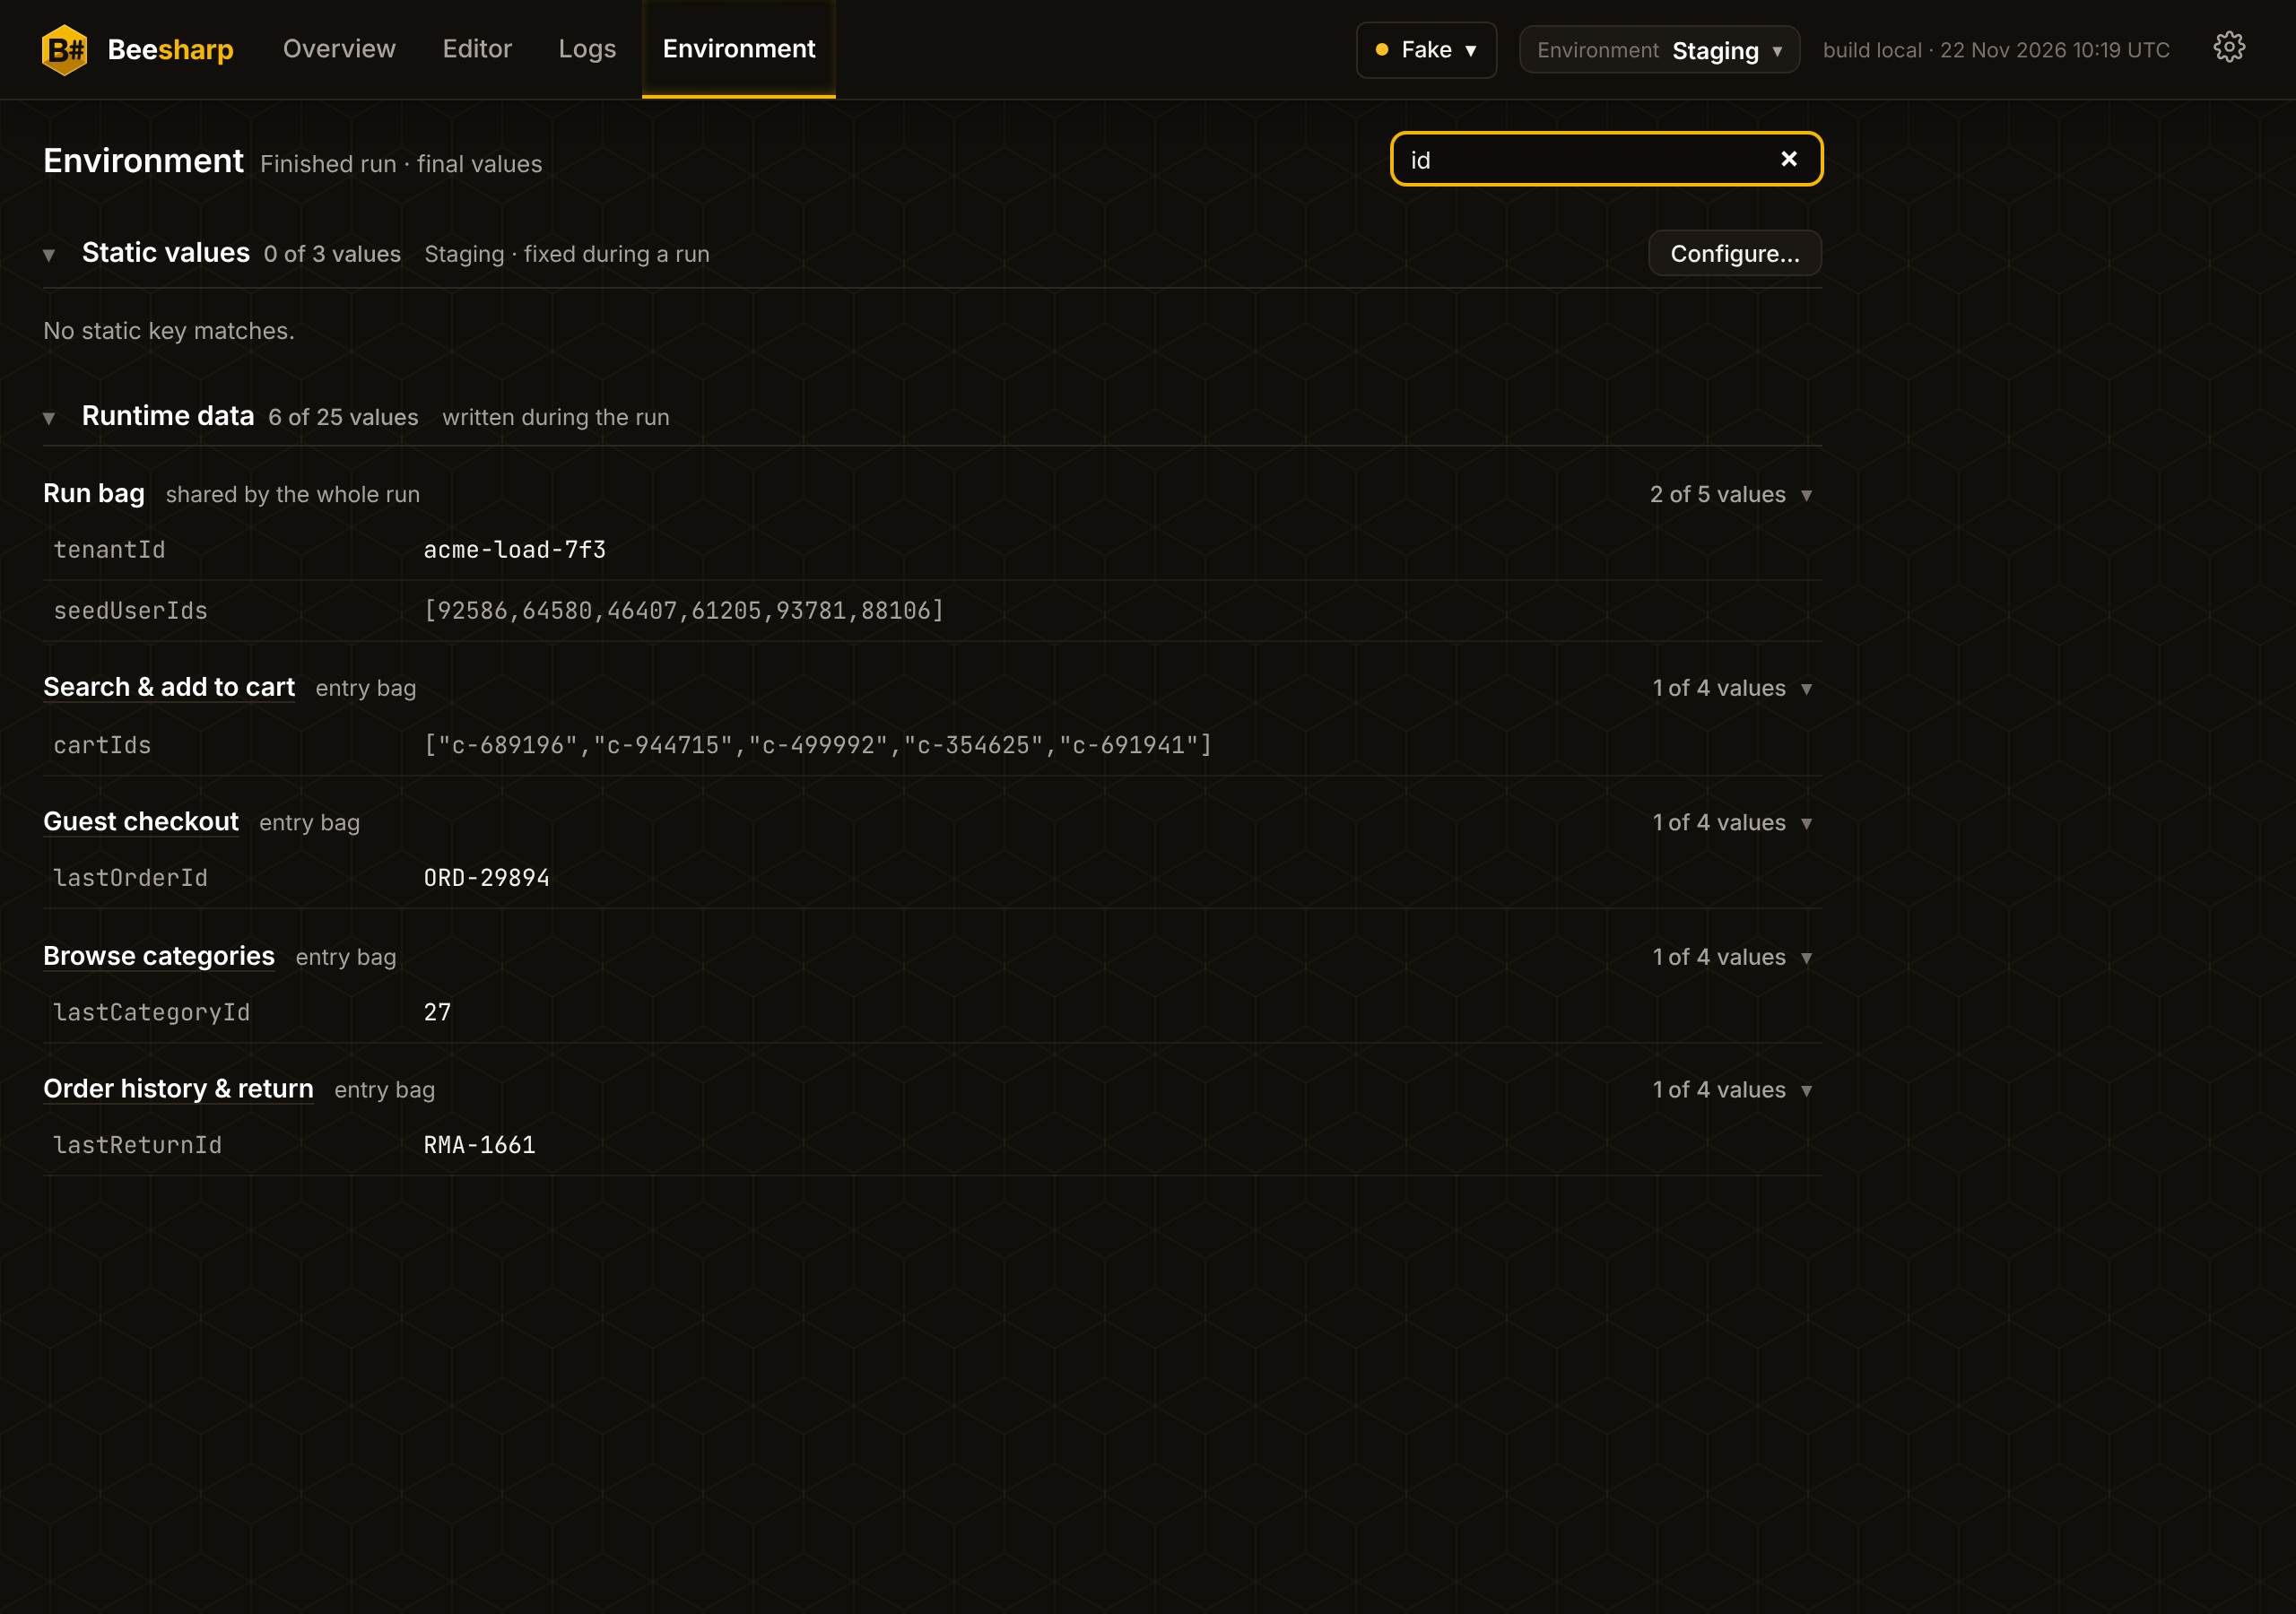 B# Beesharp Overview Editor Logs Environment Fake ▾ Environment Staging ▾ build local · 22 Nov 2026 10:19 UTC
Environment Finished run · final values id ×
▾ Static values 0 of 3 values Staging · fixed during a run Configure...
No static key matches.
▾ Runtime data 6 of 25 values written during the run
Run bag shared by the whole run 2 of 5 values ▾
tenantId acme-load-7f3
seedUserIds [92586,64580,46407,61205,93781,88106]
Search & add to cart entry bag 1 of 4 values ▾
cartIds ["c-689196","c-944715","c-499992","c-354625","c-691941"]
Guest checkout entry bag 1 of 4 values ▾
lastOrderId ORD-29894
Browse categories entry bag 1 of 4 values ▾
lastCategoryId 27
Order history & return entry bag 1 of 4 values ▾
lastReturnId RMA-1661